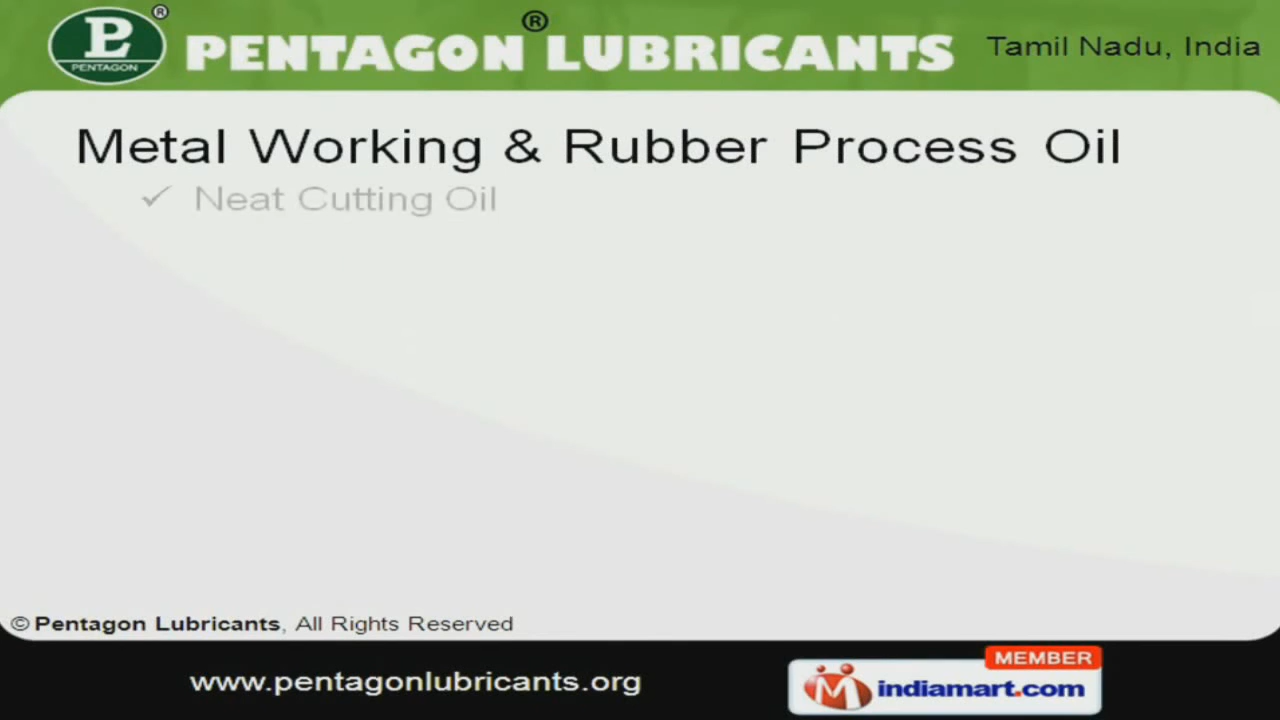 P
PENTAGON
®
PENTAGON LUBRICANTS
®
Tamil Nadu, India
Metal Working & Rubber Process Oil
✓ Neat Cutting Oil
© Pentagon Lubricants, All Rights Reserved
www.pentagonlubricants.org
MEMBER
indiamart.com